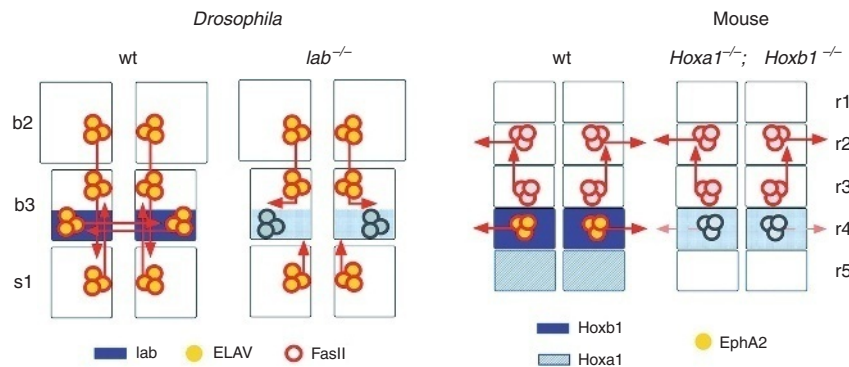 Drosophila
Mouse
wt
lab⁻/⁻
wt
Hoxa1⁻/⁻; Hoxb1⁻/⁻
b2
b3
s1
r1
r2
r3
r4
r5
lab
ELAV
FasII
Hoxb1
Hoxa1
EphA2